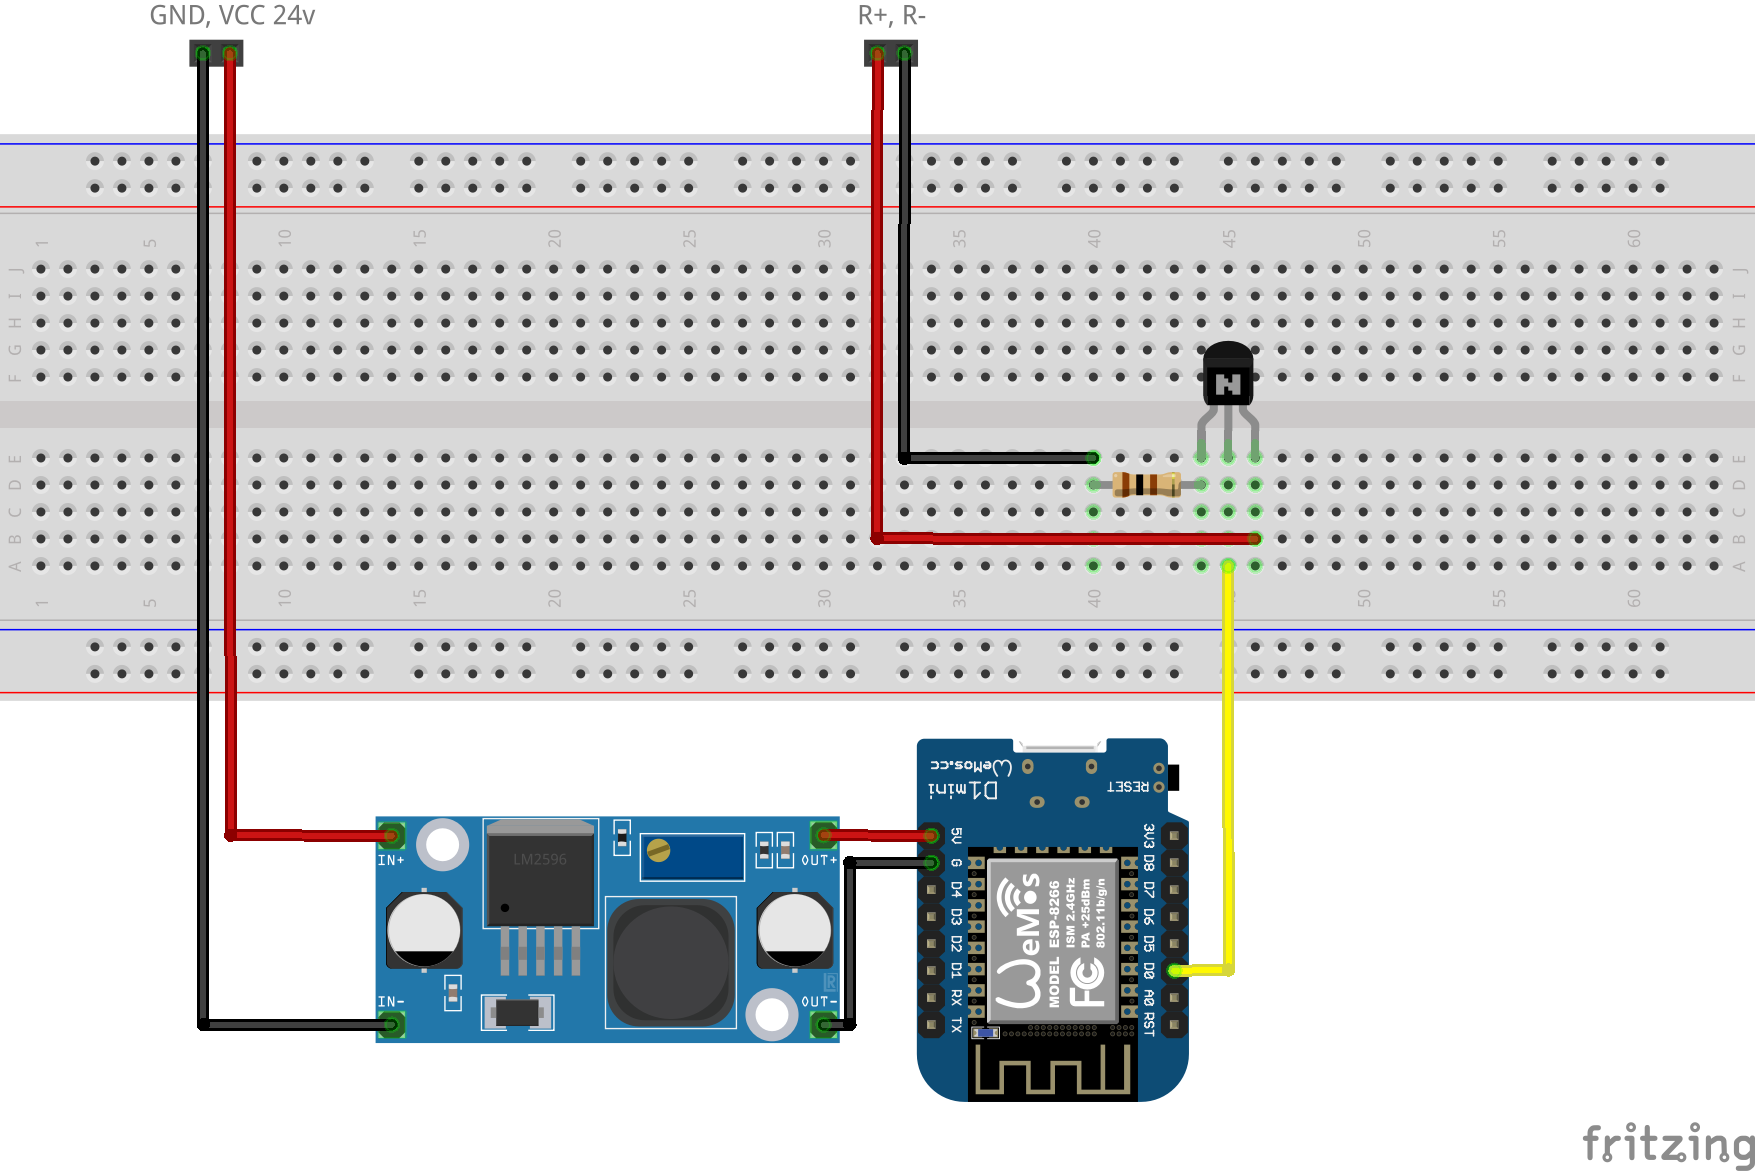 GND, VCC 24v
R+, R-
1 5 10 15 20 25 30 35 40 45 50 55 60
J J
I I
H H
G G
F F
E E
D D
C C
B B
A A
1 5 10 15 20 25 30 35 40 45 50 55 60
WeMos.cc
D1 mini
RESET
IN+
LM2596
OUT+
IN-
OUT-
R
5V
G
D4
D3
D2
D1
RX
TX
3V3
D8
D7
D6
D5
D0
A0
RST
WeMos
MODEL ESP-8266
ISM 2.4GHz
PA +25dBm
802.11b/g/n
FC
N
fritzing